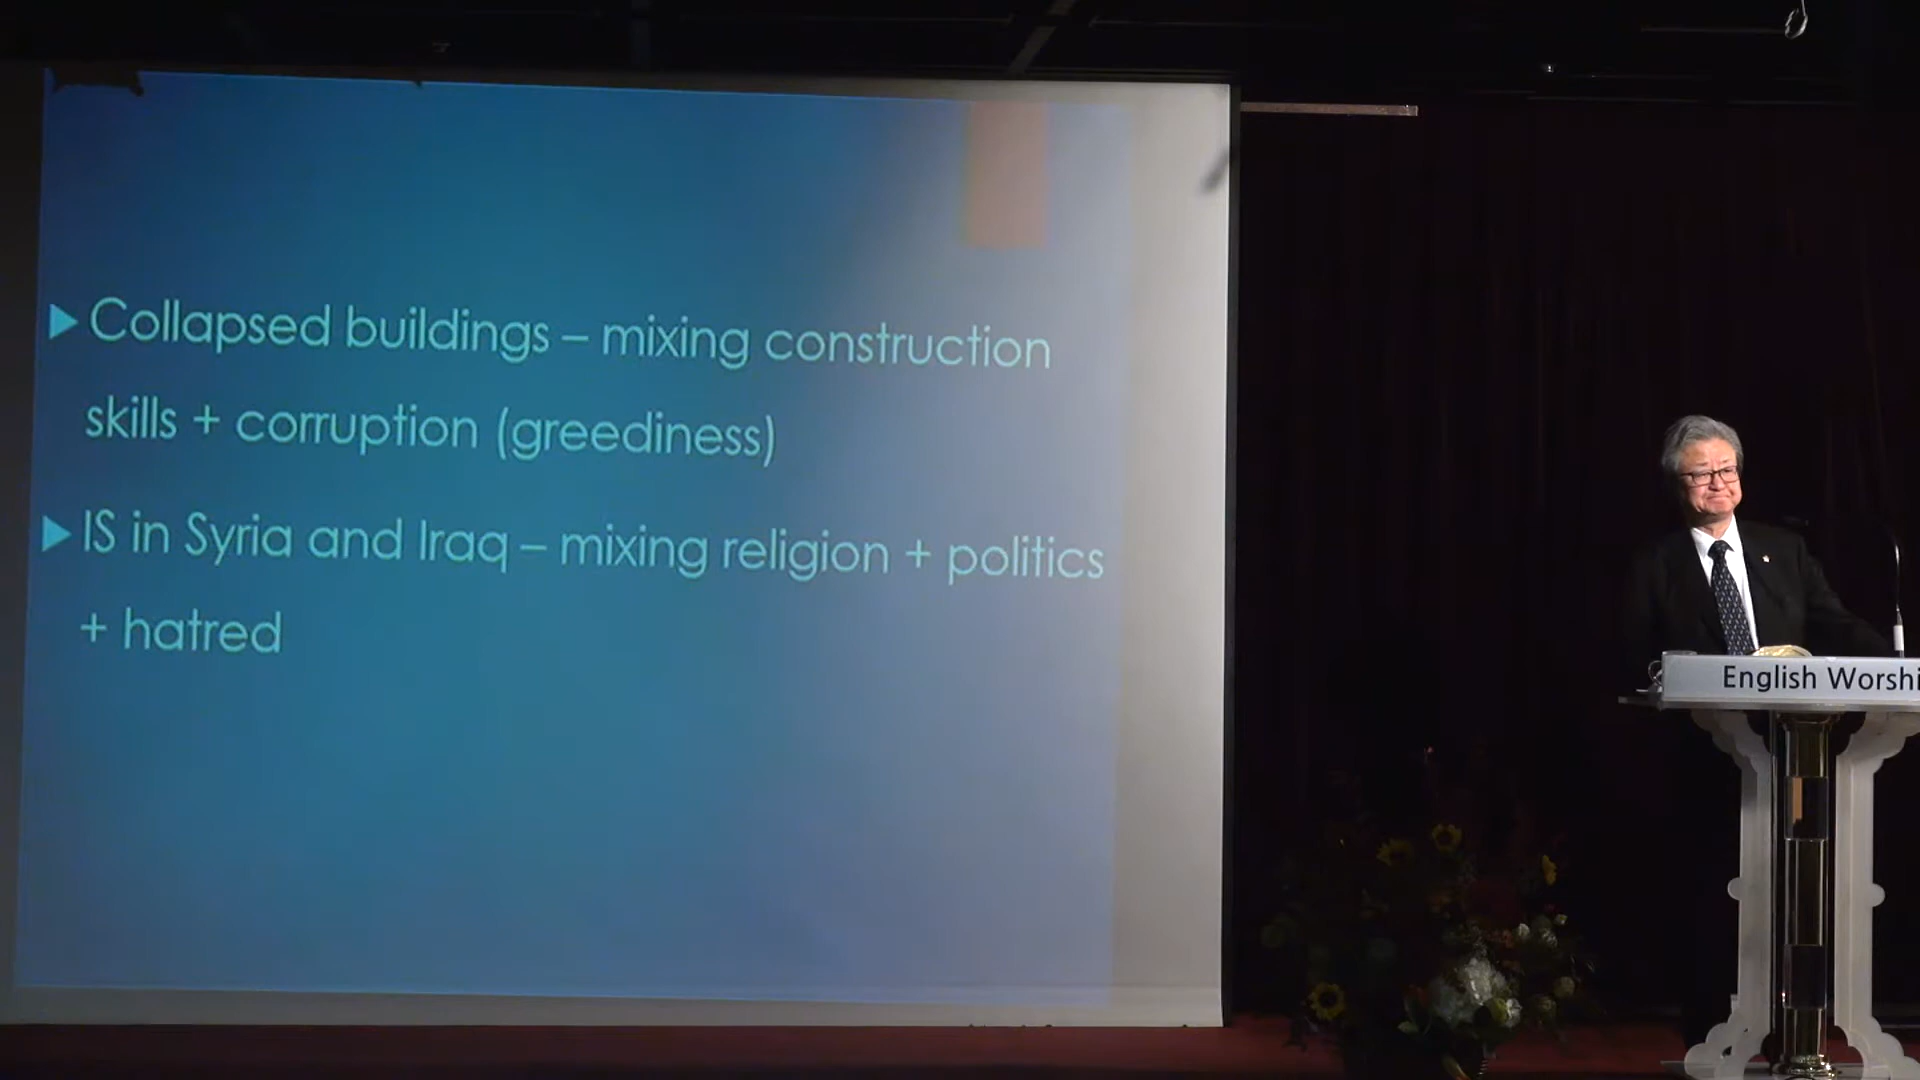 Collapsed buildings – mixing construction
skills + corruption (greediness)
IS in Syria and Iraq – mixing religion + politics
+ hatred
English Worshi